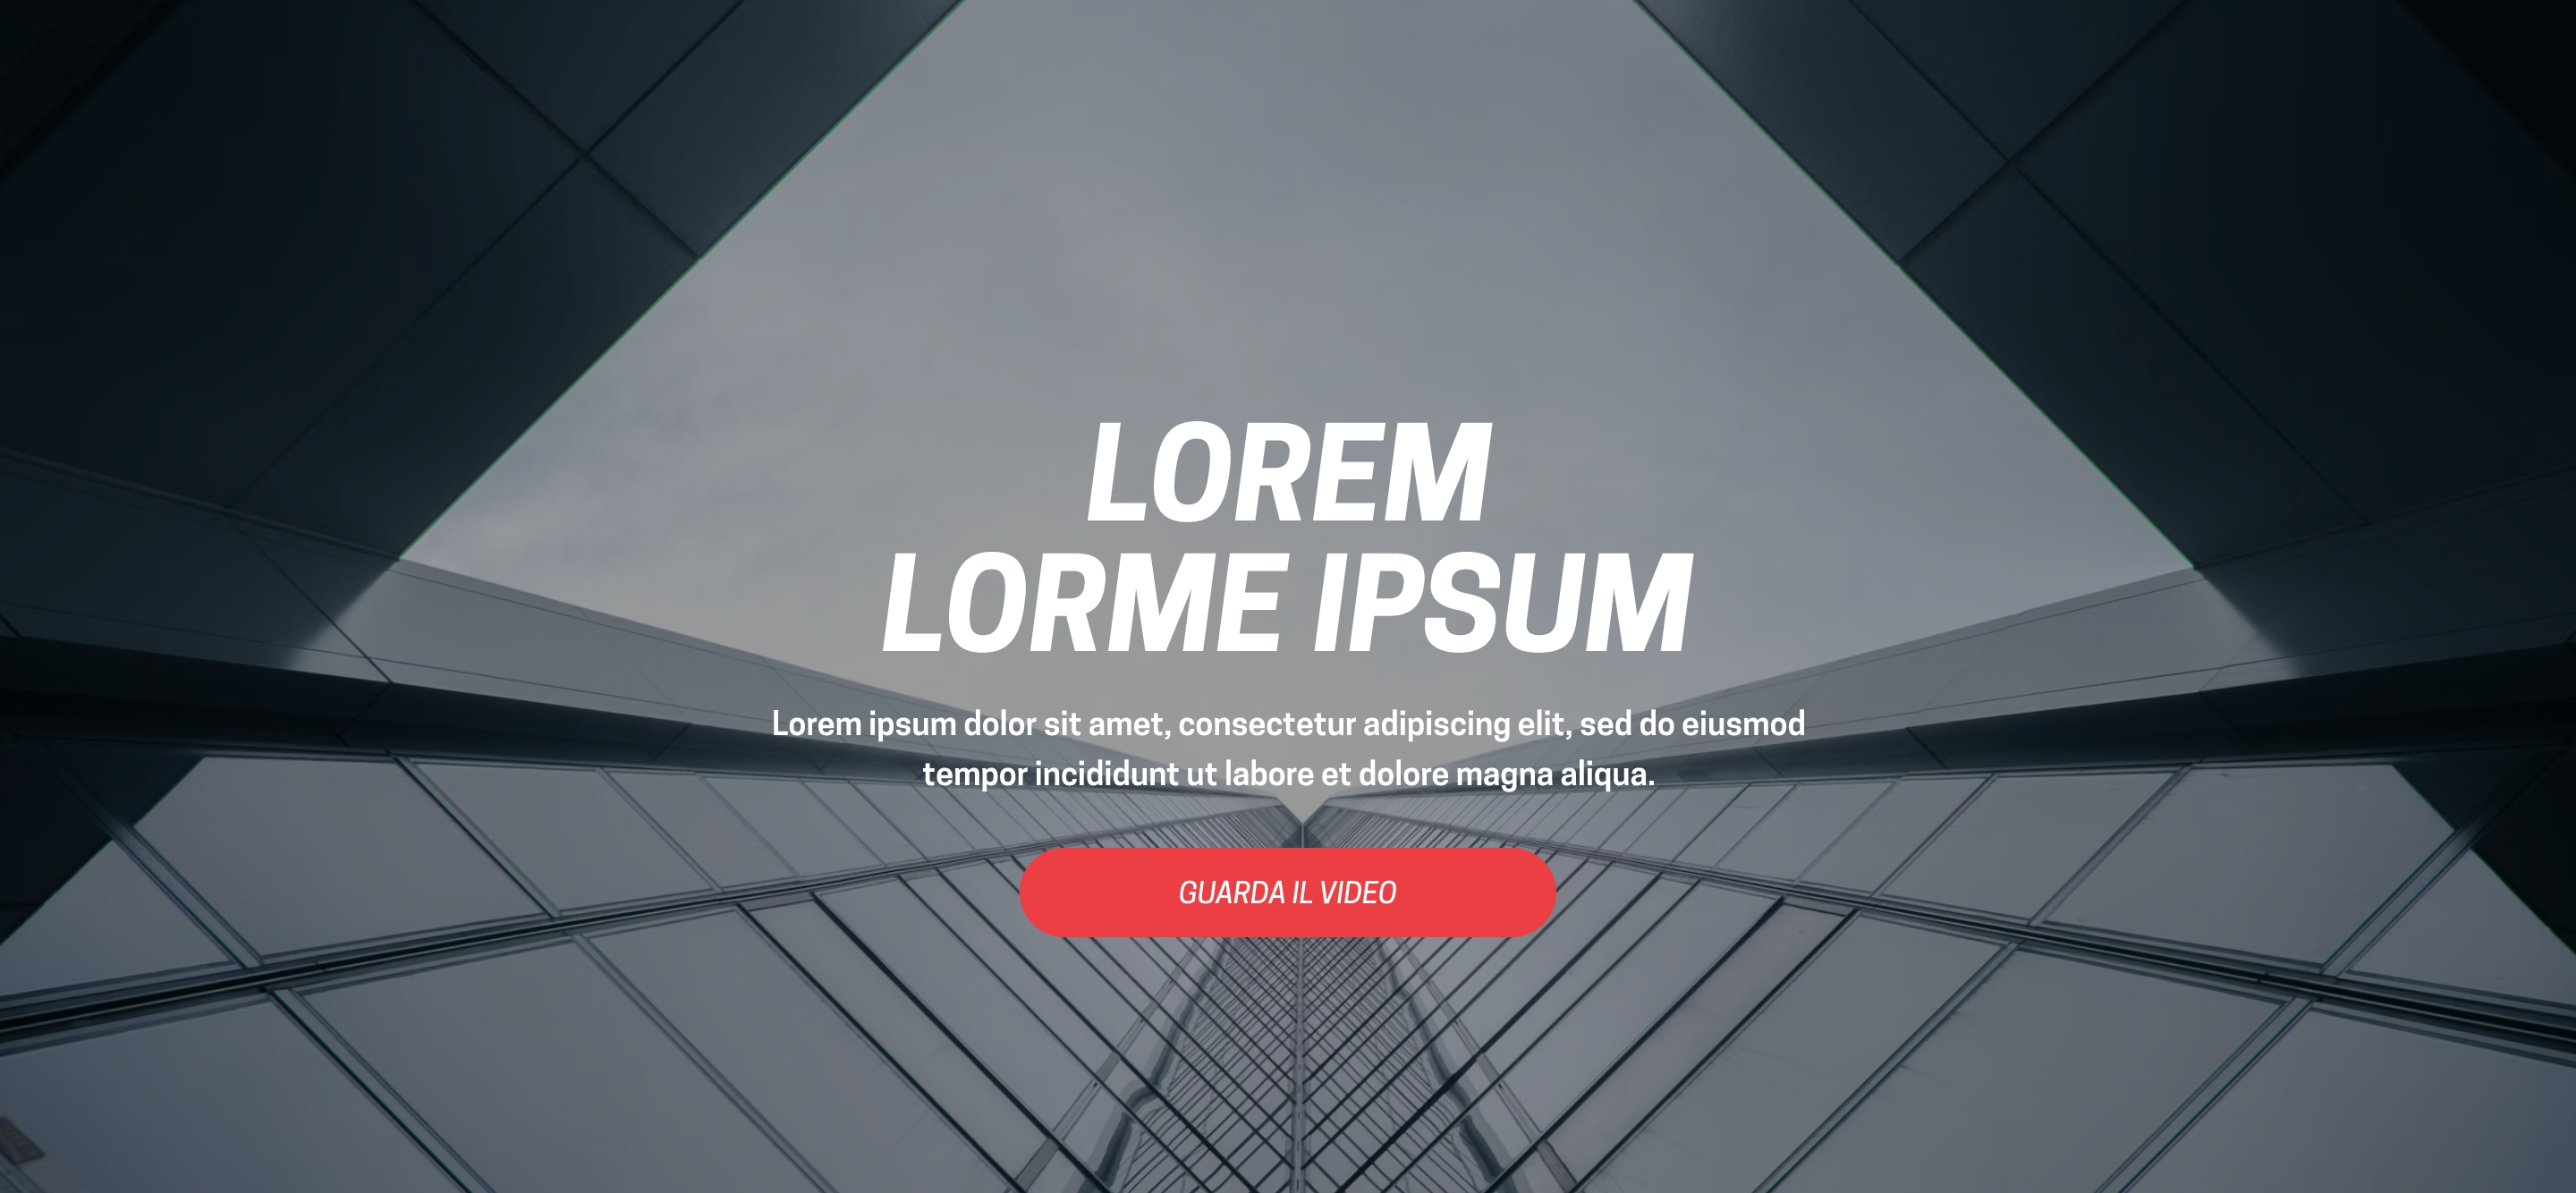 LOREM
LORME IPSUM
Lorem ipsum dolor sit amet, consectetur adipiscing elit, sed do eiusmod
tempor incididunt ut labore et dolore magna aliqua.
GUARDA IL VIDEO